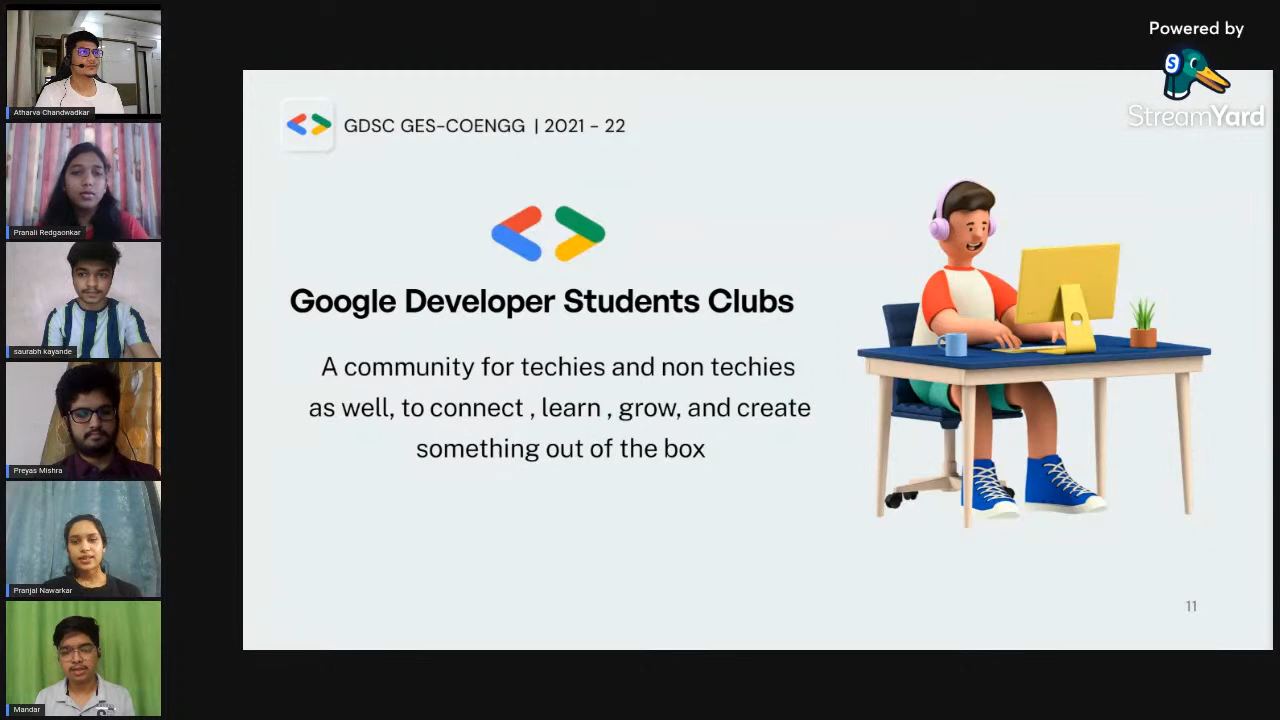 Powered by
StreamYard
GDSC GES-COENGG | 2021 - 22
Google Developer Students Clubs
A community for techies and non techies
as well, to connect , learn , grow, and create
something out of the box
11
Atharva Chandwadkar
Pranali Redgaonkar
saurabh kayande
Preyas Mishra
Pranjal Nawarkar
Mandar